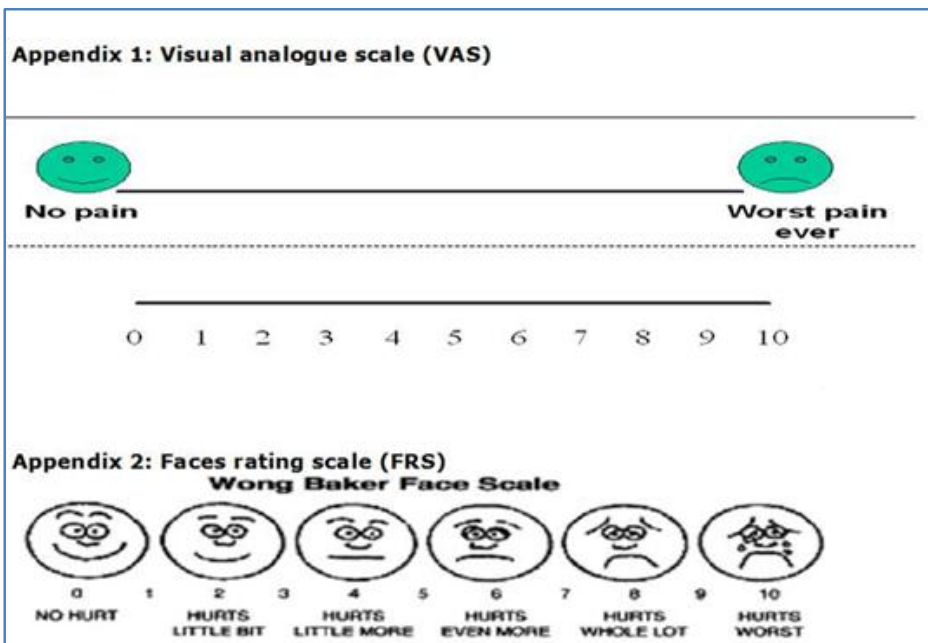 Appendix 1: Visual analogue scale (VAS)
No pain
Worst pain
ever
0 1 2 3 4 5 6 7 8 9 10
Appendix 2: Faces rating scale (FRS)
Wong Baker Face Scale
0 1 2 3 4 5 6 7 8 9 10
NO HURT HURTS HURTS HURTS HURTS HURTS
LITTLE BIT LITTLE MORE EVEN MORE WHOLE LOT WORST